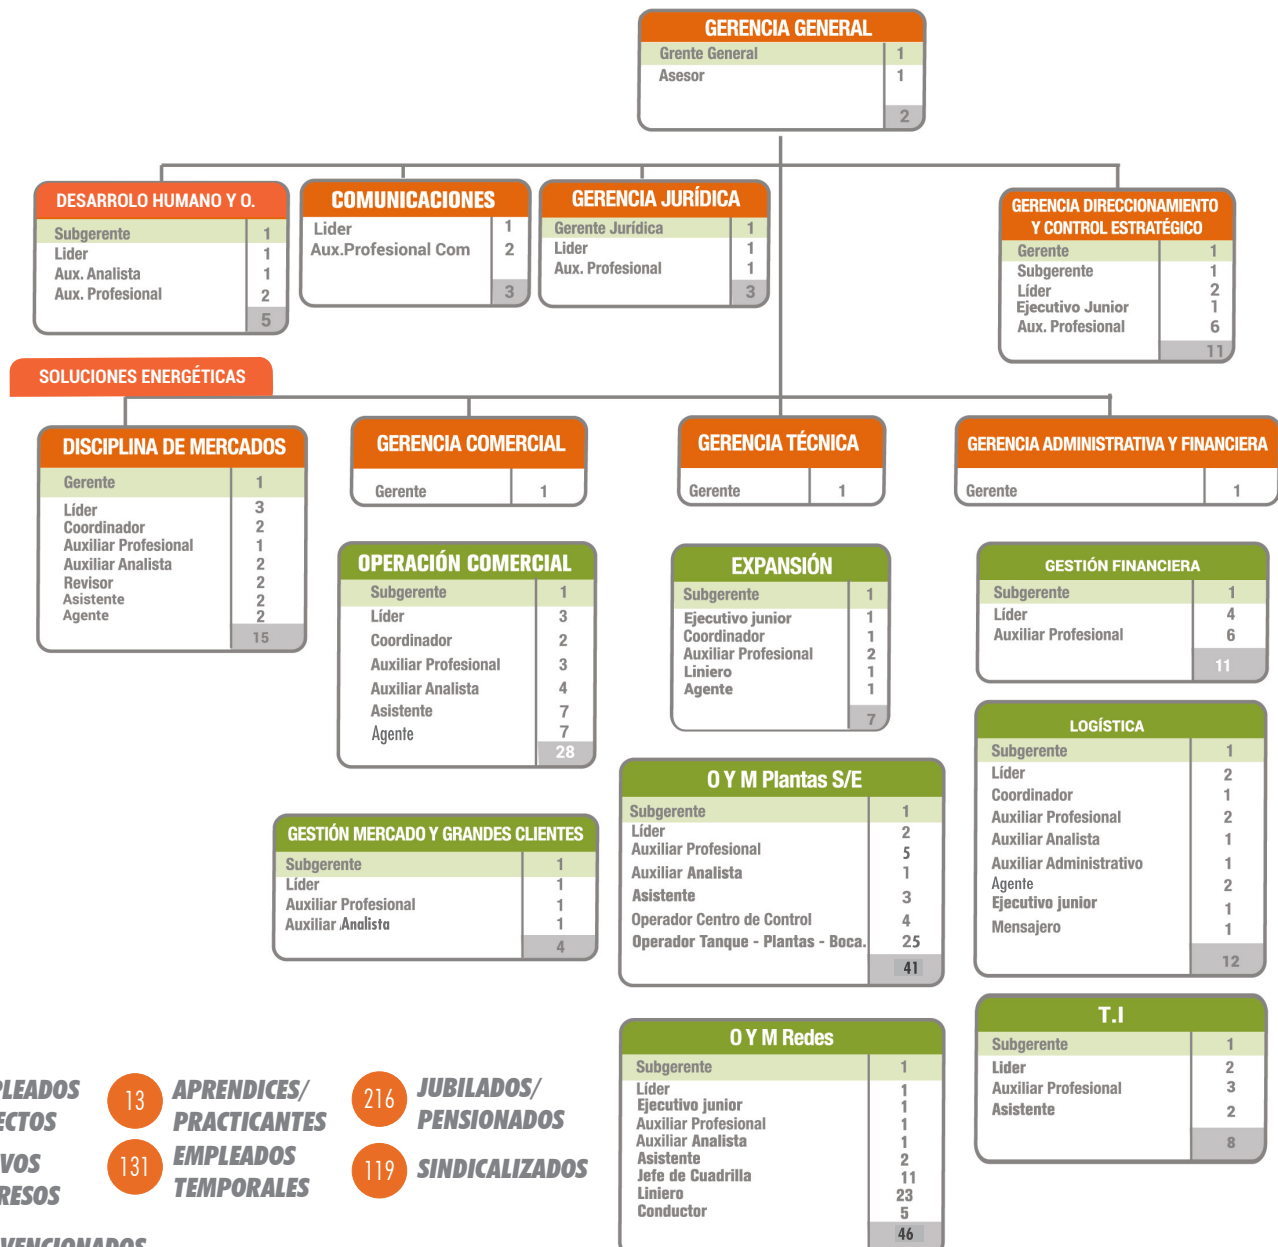 GERENCIA GENERAL
Grente General 1
Asesor 1
2
DESARROLO HUMANO Y O.
Subgerente 1
Lider 1
Aux. Analista 1
Aux. Profesional 2
5
COMUNICACIONES
Lider 1
Aux.Profesional Com 2
3
GERENCIA JURÍDICA
Gerente Jurídica 1
Lider 1
Aux. Profesional 1
3
GERENCIA DIRECCIONAMIENTO
Y CONTROL ESTRATÉGICO
Gerente 1
Subgerente 1
Líder 2
Ejecutivo Junior 1
Aux. Profesional 6
11
SOLUCIONES ENERGÉTICAS
DISCIPLINA DE MERCADOS
Gerente 1
Líder 3
Coordinador 2
Auxiliar Profesional 1
Auxiliar Analista 2
Revisor 2
Asistente 2
Agente 2
15
GERENCIA COMERCIAL
Gerente 1
OPERACIÓN COMERCIAL
Subgerente 1
Líder 3
Coordinador 2
Auxiliar Profesional 3
Auxiliar Analista 4
Asistente 7
Agente 7
28
GESTIÓN MERCADO Y GRANDES CLIENTES
Subgerente 1
Líder 1
Auxiliar Profesional 1
Auxiliar Analista 1
4
GERENCIA TÉCNICA
Gerente 1
EXPANSIÓN
Subgerente 1
Ejecutivo junior 1
Coordinador 1
Auxiliar Profesional 2
Liniero 1
Agente 1
7
O Y M Plantas S/E
Subgerente 1
Líder 2
Auxiliar Profesional 5
Auxiliar Analista 1
Asistente 3
Operador Centro de Control 4
Operador Tanque - Plantas - Boca. 25
41
O Y M Redes
Subgerente 1
Líder 1
Ejecutivo junior 1
Auxiliar Profesional 1
Auxiliar Analista 1
Asistente 2
Jefe de Cuadrilla 11
Liniero 23
Conductor 5
46
GERENCIA ADMINISTRATIVA Y FINANCIERA
Gerente 1
GESTIÓN FINANCIERA
Subgerente 1
Líder 4
Auxiliar Profesional 6
11
LOGÍSTICA
Subgerente 1
Líder 2
Coordinador 1
Auxiliar Profesional 2
Auxiliar Analista 1
Auxiliar Administrativo 1
Agente 2
Ejecutivo junior 1
Mensajero 1
12
T.I
Subgerente 1
Lider 2
Auxiliar Profesional 3
Asistente 2
8
PLEADOS
ECTOS
VOS
RESOS
VENCIONADOS
13 APRENDICES/
PRACTICANTES
131 EMPLEADOS
TEMPORALES
216 JUBILADOS/
PENSIONADOS
119 SINDICALIZADOS